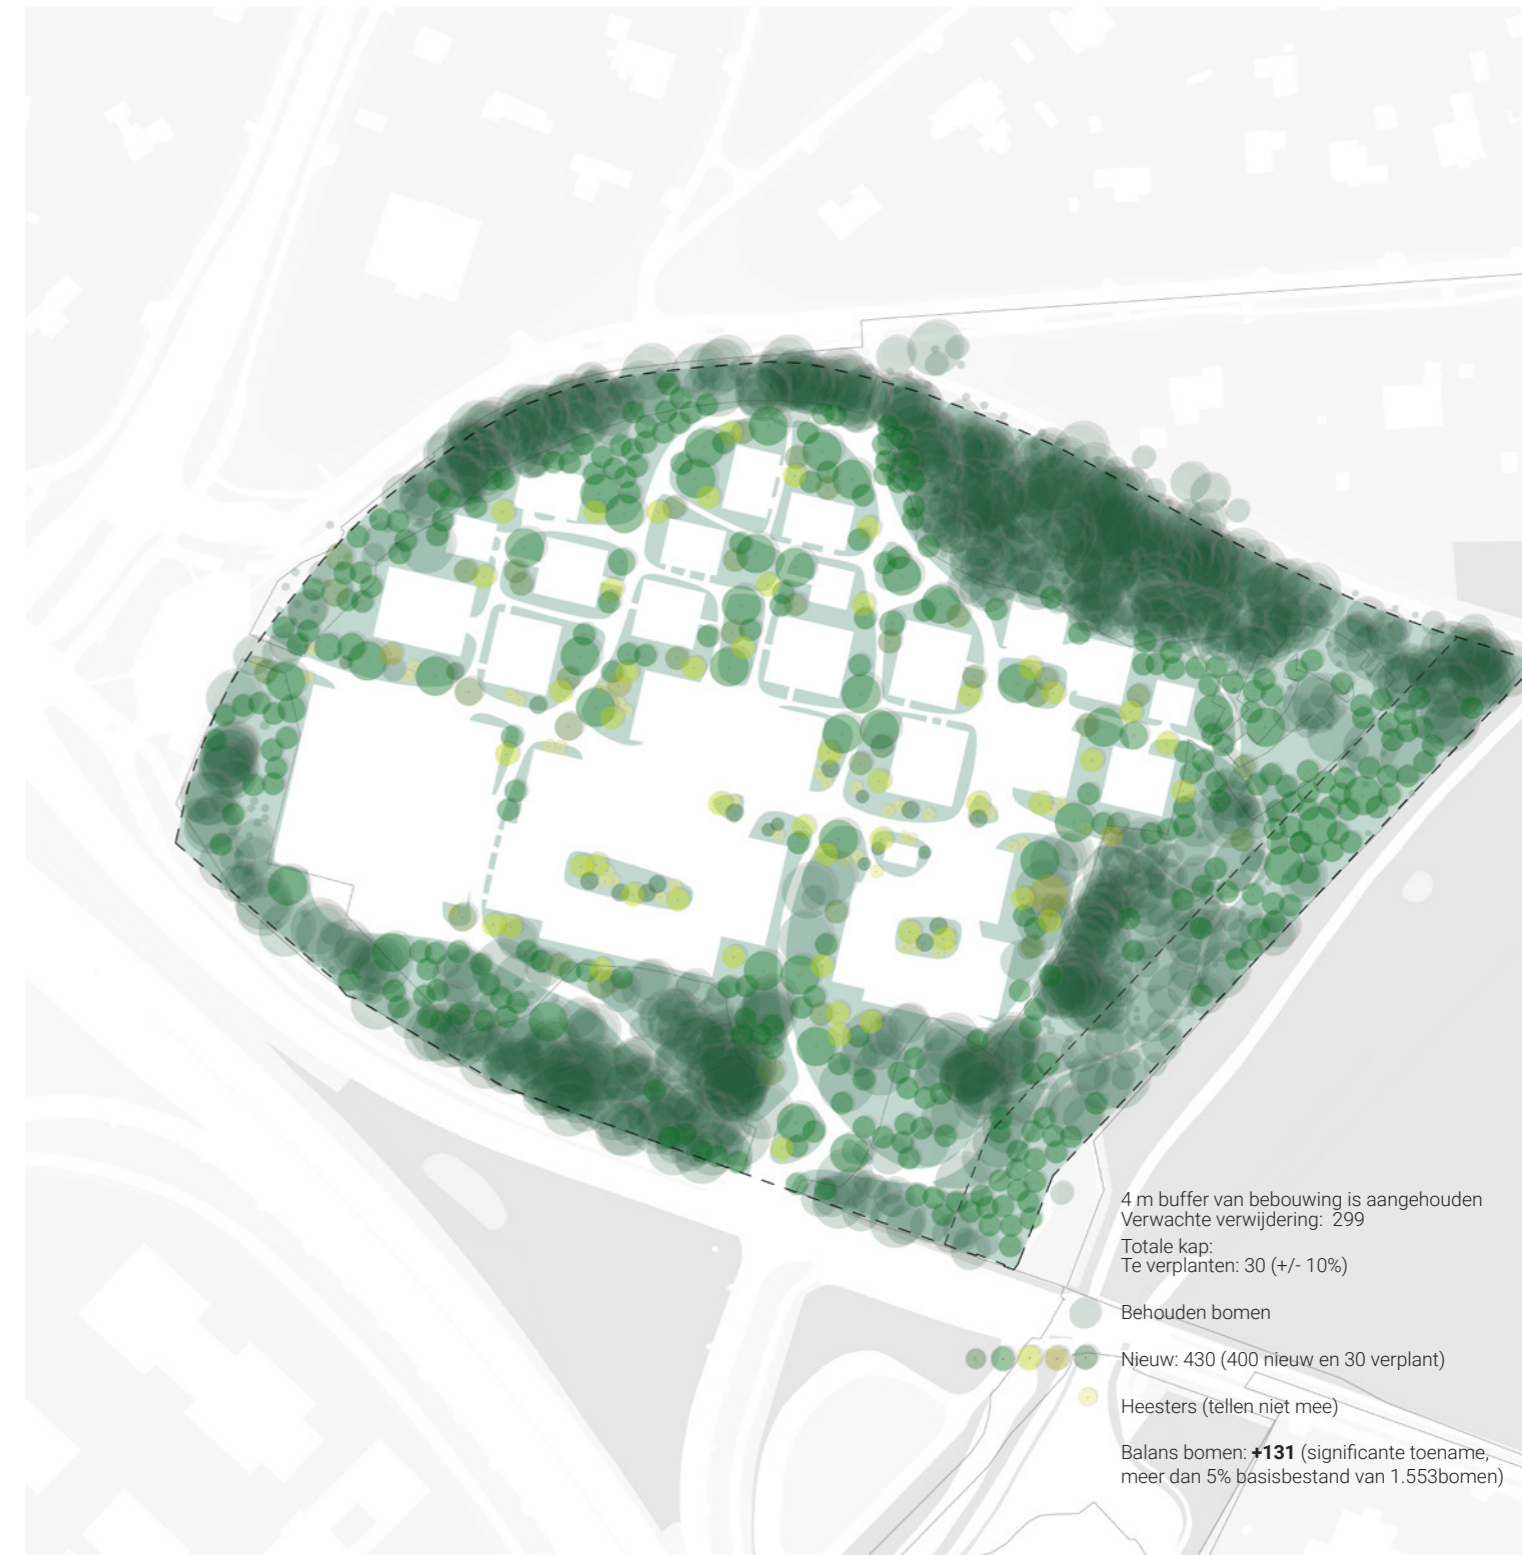 4 m buffer van bebouwing is aangehouden
Verwachte verwijdering: 299
Totale kap:
Te verplanten: 30 (+/- 10%)
Behouden bomen
Nieuw: 430 (400 nieuw en 30 verplant)
Heesters (tellen niet mee)
Balans bomen: +131 (significante toename,
meer dan 5% basisbestand van 1.553bomen)